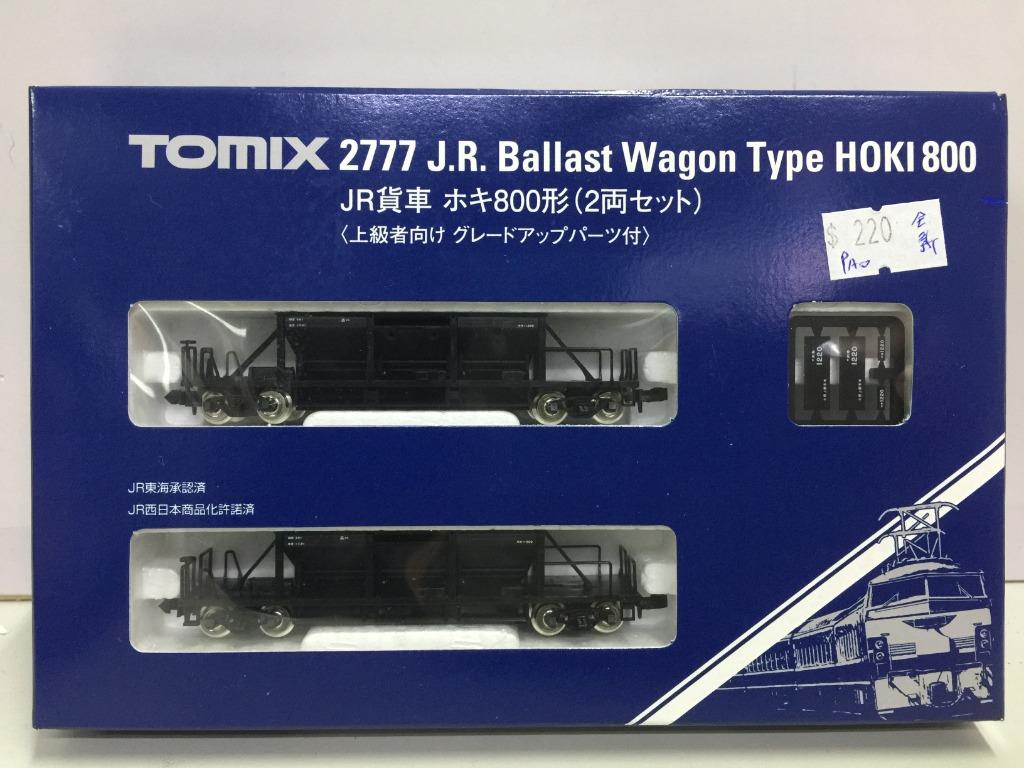 TOMIX 2777 J.R. Ballast Wagon Type HOKI 800
JR貨車 ホキ800形(2両セット)
〈上級者向け グレードアップパーツ付〉
$ 220 全新
PAO
1220 1220
JR東海承認済
JR西日本商品化許諾済